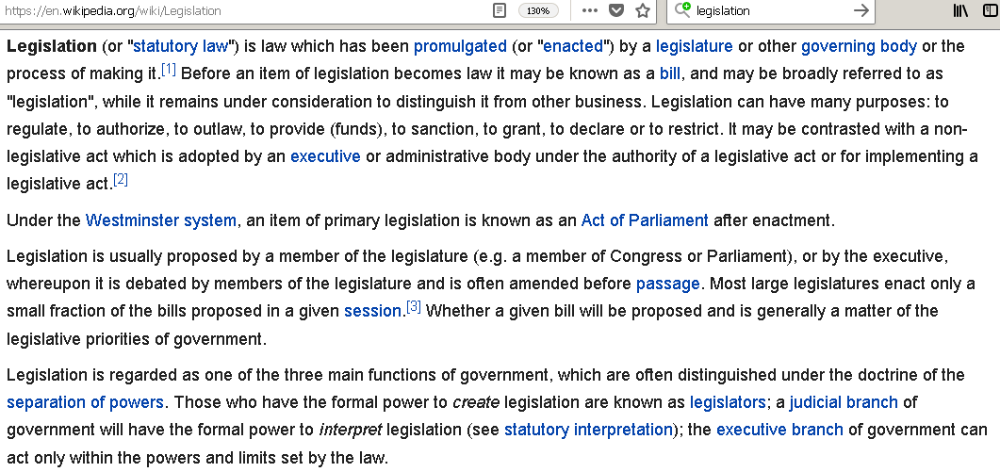 https://en.wikipedia.org/wiki/Legislation 130% legislation
Legislation (or "statutory law") is law which has been promulgated (or "enacted") by a legislature or other governing body or the
process of making it.[1] Before an item of legislation becomes law it may be known as a bill, and may be broadly referred to as
"legislation", while it remains under consideration to distinguish it from other business. Legislation can have many purposes: to
regulate, to authorize, to outlaw, to provide (funds), to sanction, to grant, to declare or to restrict. It may be contrasted with a non-
legislative act which is adopted by an executive or administrative body under the authority of a legislative act or for implementing a
legislative act.[2]
Under the Westminster system, an item of primary legislation is known as an Act of Parliament after enactment.
Legislation is usually proposed by a member of the legislature (e.g. a member of Congress or Parliament), or by the executive,
whereupon it is debated by members of the legislature and is often amended before passage. Most large legislatures enact only a
small fraction of the bills proposed in a given session.[3] Whether a given bill will be proposed and is generally a matter of the
legislative priorities of government.
Legislation is regarded as one of the three main functions of government, which are often distinguished under the doctrine of the
separation of powers. Those who have the formal power to create legislation are known as legislators; a judicial branch of
government will have the formal power to interpret legislation (see statutory interpretation); the executive branch of government can
act only within the powers and limits set by the law.